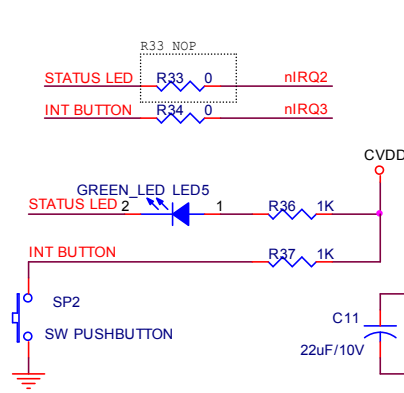 R33 NOP
STATUS LED R33 0 nIRQ2
INT BUTTON R34 0 nIRQ3
CVDD
GREEN_LED LED5
STATUS LED 2 1 R36 1K
INT BUTTON R37 1K
SP2
SW PUSHBUTTON
C11
22uF/10V